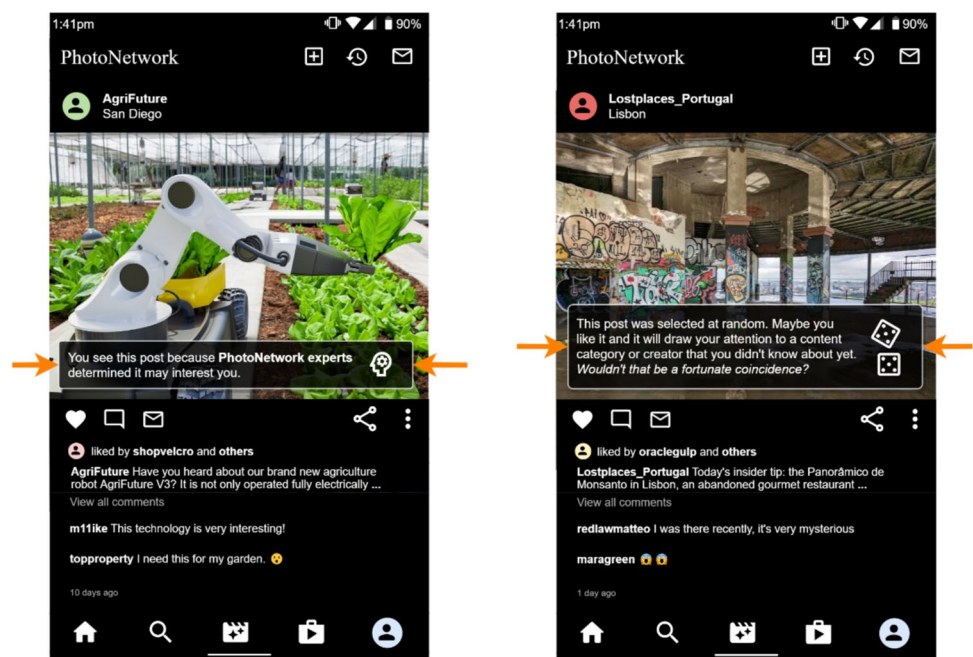 1:41pm
90%
PhotoNetwork
AgriFuture
San Diego
You see this post because PhotoNetwork experts
determined it may interest you.
liked by shopvelcro and others
AgriFuture Have you heard about our brand new agriculture
robot AgriFuture V3? It is not only operated fully electrically ...
View all comments
m11ike This technology is very interesting!
topproperty I need this for my garden. 😮
10 days ago
1:41pm
90%
PhotoNetwork
Lostplaces_Portugal
Lisbon
This post was selected at random. Maybe you
like it and it will draw your attention to a content
category or creator that you didn't know about yet.
Wouldn't that be a fortunate coincidence?
liked by oraclegulp and others
Lostplaces_Portugal Today's insider tip: the Panorâmico de
Monsanto in Lisbon, an abandoned gourmet restaurant ...
View all comments
redlawmatteo I was there recently, it's very mysterious
maragreen 😱 😱
1 day ago